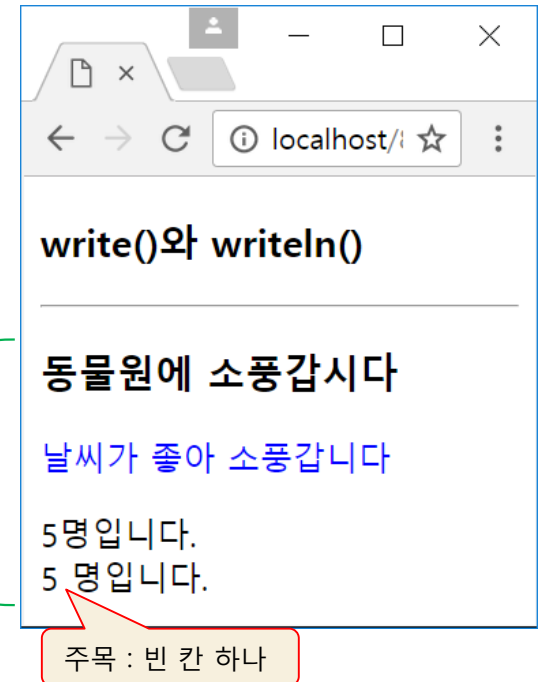 localhost/
write()와 writeln()
동물원에 소풍갑시다
날씨가 좋아 소풍갑니다
5명입니다.
5 명입니다.
주목 : 빈 칸 하나